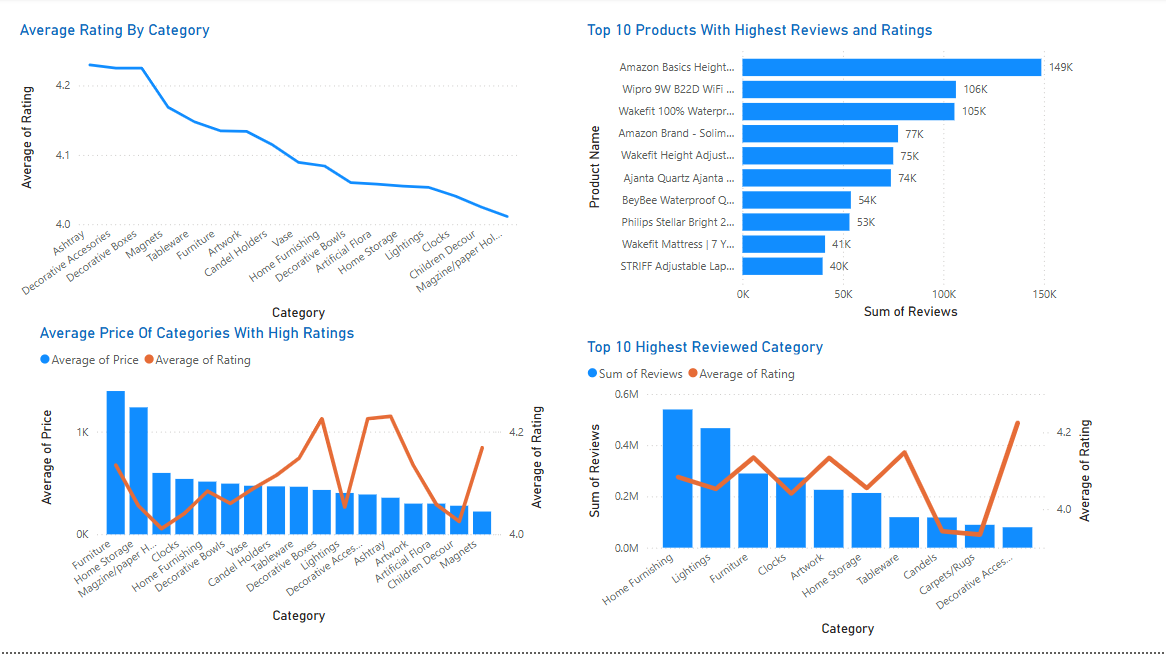 Average Rating By Category
Average of Rating
4.2
4.1
4.0
Ashtray
Decorative Accesories
Decorative Boxes
Magnets
Tableware
Furniture
Artwork
Candel Holders
Vase
Home Furnishing
Decorative Bowls
Artificial Flora
Home Storage
Lightings
Clocks
Children Decour
Magzine/paper Hol...
Category
Top 10 Products With Highest Reviews and Ratings
Product Name
Amazon Basics Height... 149K
Wipro 9W B22D WiFi ... 106K
Wakefit 100% Waterpr... 105K
Amazon Brand - Solim... 77K
Wakefit Height Adjust... 75K
Ajanta Quartz Ajanta ... 74K
BeyBee Waterproof Q... 54K
Philips Stellar Bright 2... 53K
Wakefit Mattress | 7 Y... 41K
STRIFF Adjustable Lap... 40K
0K 50K 100K 150K
Sum of Reviews
Average Price Of Categories With High Ratings
Average of Price Average of Rating
Average of Price
1K
0K
4.2
4.0
Average of Rating
Furniture
Home Storage
Magzine/paper H...
Clocks
Home Furnishing
Decorative Bowls
Vase
Candel Holders
Tableware
Decorative Boxes
Lightings
Decorative Acces...
Ashtray
Artwork
Artificial Flora
Children Decour
Magnets
Category
Top 10 Highest Reviewed Category
Sum of Reviews Average of Rating
Sum of Reviews
0.6M
0.4M
0.2M
0.0M
4.2
4.0
Average of Rating
Home Furnishing
Lightings
Furniture
Clocks
Artwork
Home Storage
Tableware
Candels
Carpets/Rugs
Decorative Acces...
Category